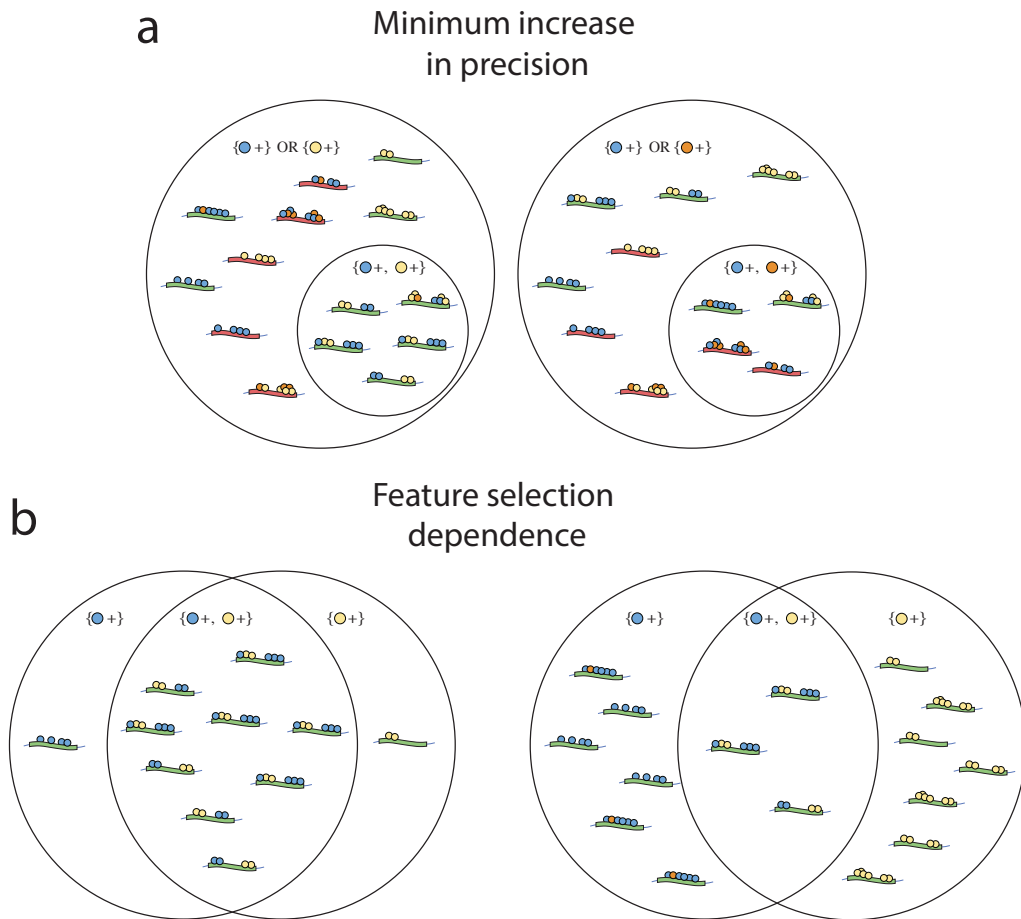 a
Minimum increase
in precision
{+} OR {+}
{+} OR {+}
{+, +}
{+, +}
b
Feature selection
dependence
{+}
{+, +}
{+}
{+}
{+, +}
{+}